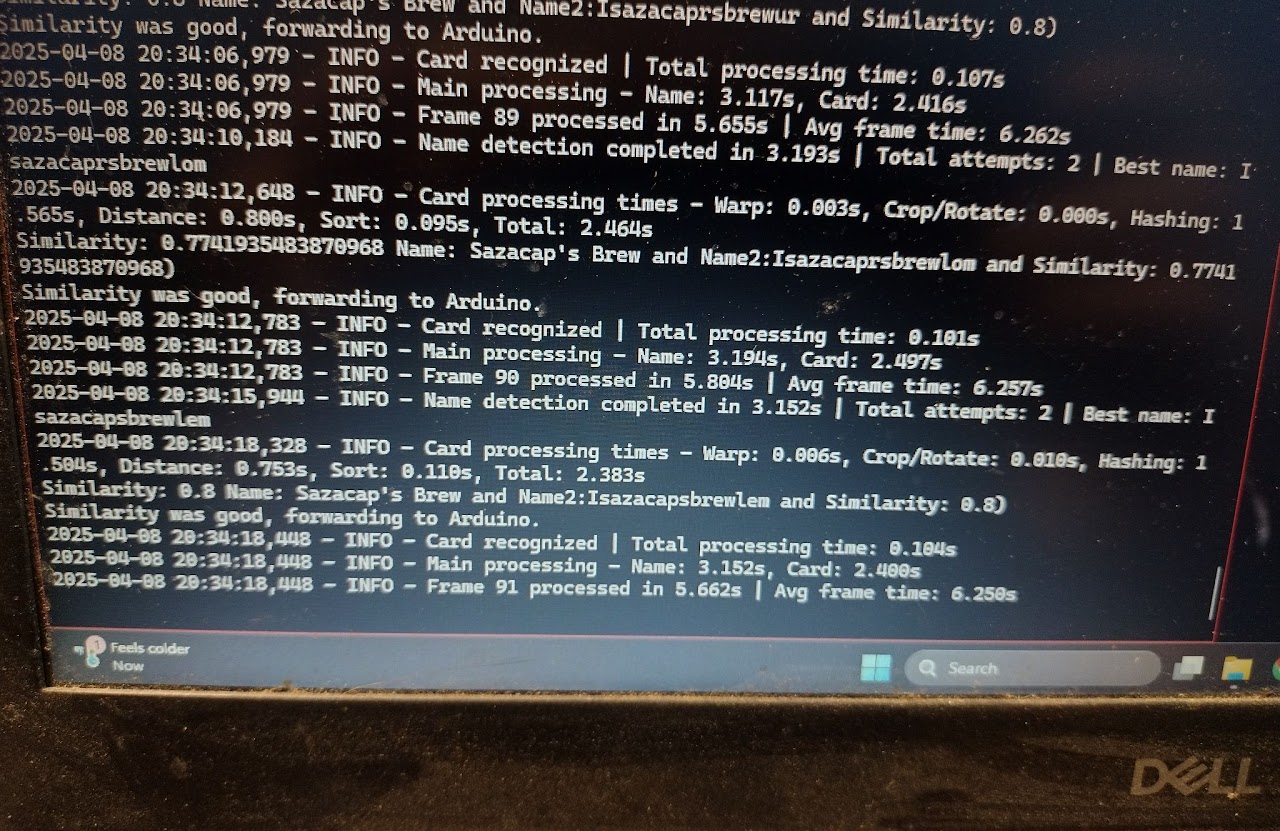 Similarity: 0.8 Name: Sazacap's Brew and Name2:Isazacaprsbrewur and Similarity: 0.8)
Similarity was good, forwarding to Arduino.
2025-04-08 20:34:06,979 - INFO - Card recognized | Total processing time: 0.107s
2025-04-08 20:34:06,979 - INFO - Main processing - Name: 3.117s, Card: 2.416s
2025-04-08 20:34:06,979 - INFO - Frame 89 processed in 5.655s | Avg frame time: 6.262s
2025-04-08 20:34:10,184 - INFO - Name detection completed in 3.193s | Total attempts: 2 | Best name: I
sazacaprsbrewlom
2025-04-08 20:34:12,648 - INFO - Card processing times - Warp: 0.003s, Crop/Rotate: 0.000s, Hashing: 1
.565s, Distance: 0.800s, Sort: 0.095s, Total: 2.464s
Similarity: 0.7741935483870968 Name: Sazacap's Brew and Name2:Isazacaprsbrewlom and Similarity: 0.7741
935483870968)
Similarity was good, forwarding to Arduino.
2025-04-08 20:34:12,783 - INFO - Card recognized | Total processing time: 0.101s
2025-04-08 20:34:12,783 - INFO - Main processing - Name: 3.194s, Card: 2.497s
2025-04-08 20:34:12,783 - INFO - Frame 90 processed in 5.804s | Avg frame time: 6.257s
2025-04-08 20:34:15,944 - INFO - Name detection completed in 3.152s | Total attempts: 2 | Best name: I
sazacapsbrewlem
2025-04-08 20:34:18,328 - INFO - Card processing times - Warp: 0.006s, Crop/Rotate: 0.010s, Hashing: 1
.504s, Distance: 0.753s, Sort: 0.110s, Total: 2.383s
Similarity: 0.8 Name: Sazacap's Brew and Name2:Isazacapsbrewlem and Similarity: 0.8)
Similarity was good, forwarding to Arduino.
2025-04-08 20:34:18,448 - INFO - Card recognized | Total processing time: 0.104s
2025-04-08 20:34:18,448 - INFO - Main processing - Name: 3.152s, Card: 2.400s
2025-04-08 20:34:18,448 - INFO - Frame 91 processed in 5.662s | Avg frame time: 6.250s
1
Feels colder
Now
Search
DELL